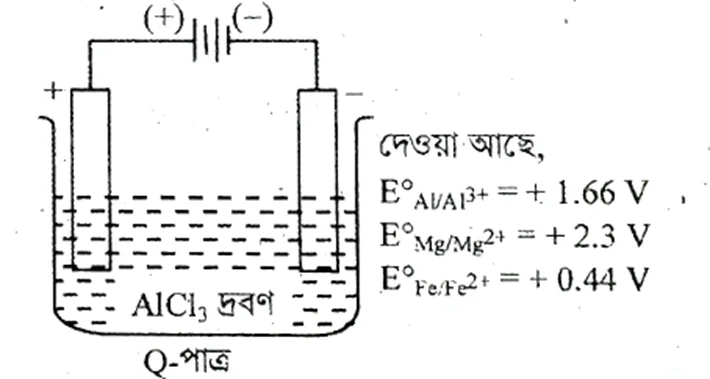 (+) (−)
+ −
দেওয়া আছে,
E°Al/Al³⁺ = + 1.66 V
E°Mg/Mg²⁺ = + 2.3 V
E°Fe/Fe²⁺ = + 0.44 V
AlCl₃ দ্রবণ
Q-পাত্র